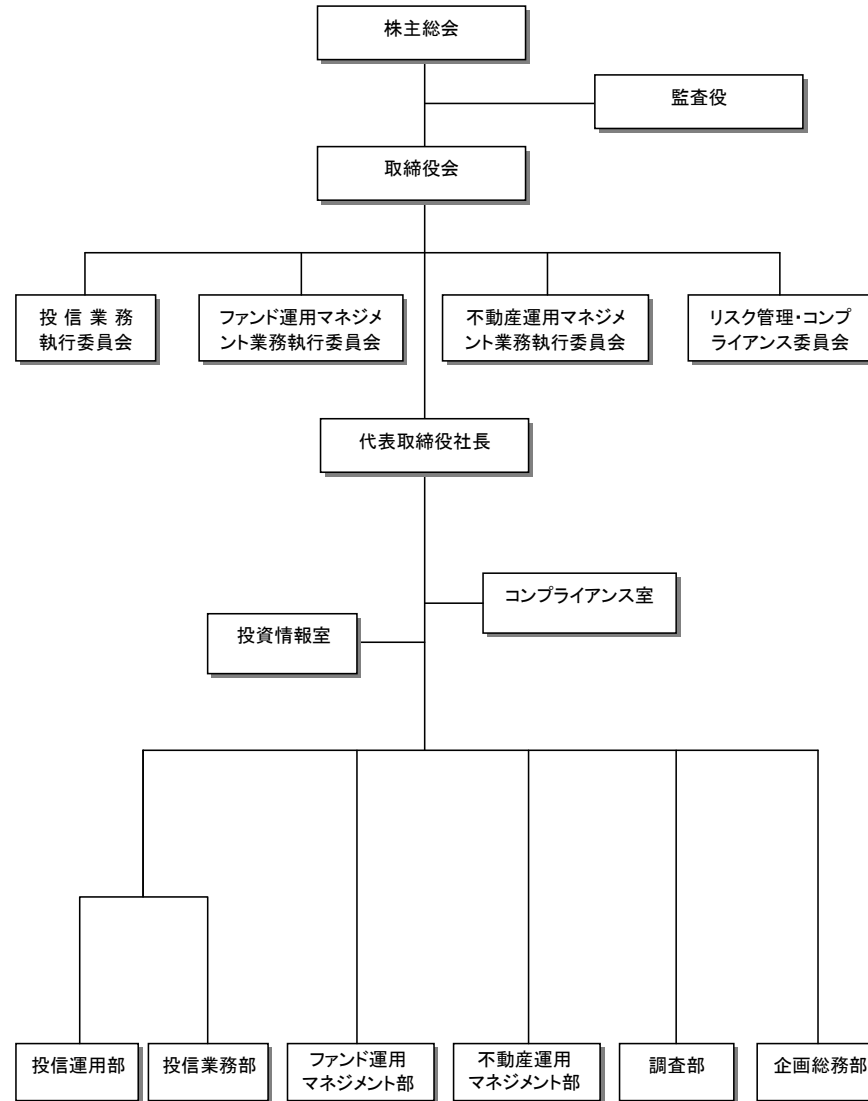 株主総会
監査役
取締役会
投信業務
執行委員会
ファンド運用マネジメ
ント業務執行委員会
不動産運用マネジメ
ント業務執行委員会
リスク管理・コンプ
ライアンス委員会
代表取締役社長
コンプライアンス室
投資情報室
投信運用部
投信業務部
ファンド運用
マネジメント部
不動産運用
マネジメント部
調査部
企画総務部